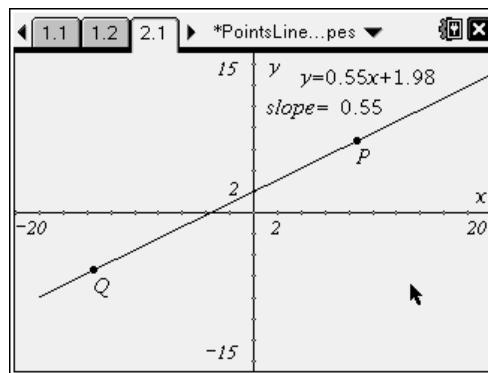 1.1 1.2 2.1 *PointsLine...pes
15 y y=0.55x+1.98
slope= 0.55
P
2 x
-20 2 20
Q
-15